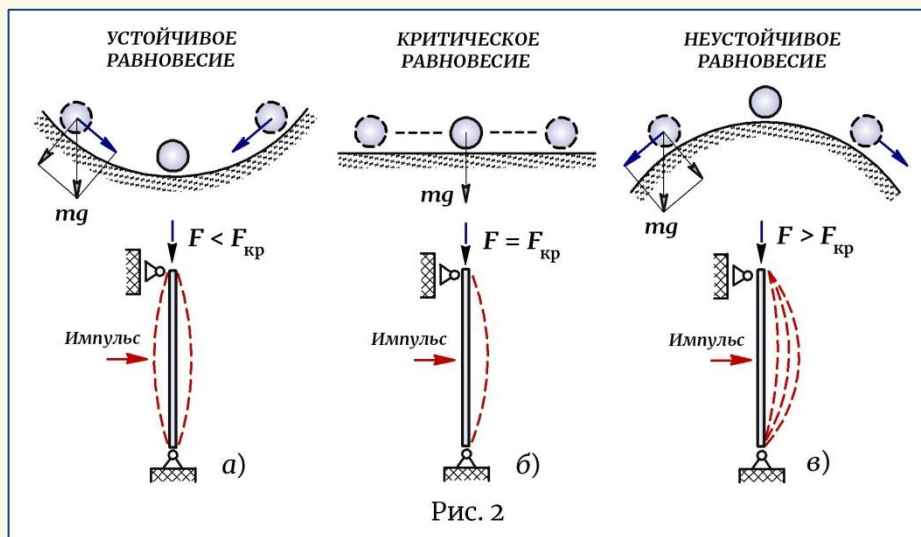 УСТОЙЧИВОЕ
РАВНОВЕСИЕ
КРИТИЧЕСКОЕ
РАВНОВЕСИЕ
НЕУСТОЙЧИВОЕ
РАВНОВЕСИЕ
mg
mg
mg
F < Fкр
F = Fкр
F > Fкр
Импульс
Импульс
Импульс
а)
б)
в)
Рис. 2